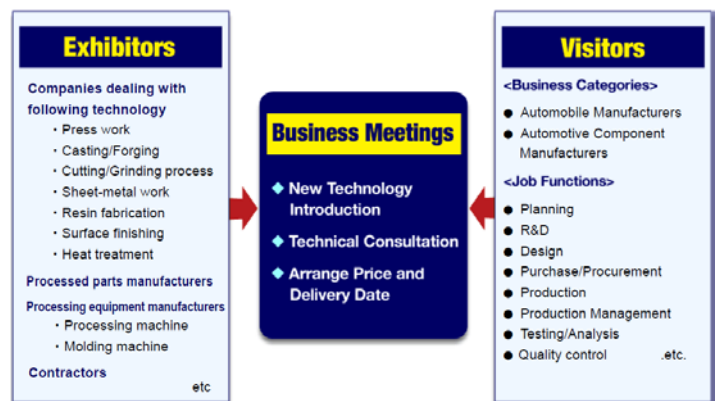 Exhibitors
Companies dealing with
following technology
・Press work
・Casting/Forging
・Cutting/Grinding process
・Sheet-metal work
・Resin fabrication
・Surface finishing
・Heat treatment
Processed parts manufacturers
Processing equipment manufacturers
・Processing machine
・Molding machine
Contractors
etc
Business Meetings
◆ New Technology
Introduction
◆ Technical Consultation
◆ Arrange Price and
Delivery Date
Visitors
<Business Categories>
● Automobile Manufacturers
● Automotive Component
Manufacturers
<Job Functions>
● Planning
● R&D
● Design
● Purchase/Procurement
● Production
● Production Management
● Testing/Analysis
● Quality control .etc.